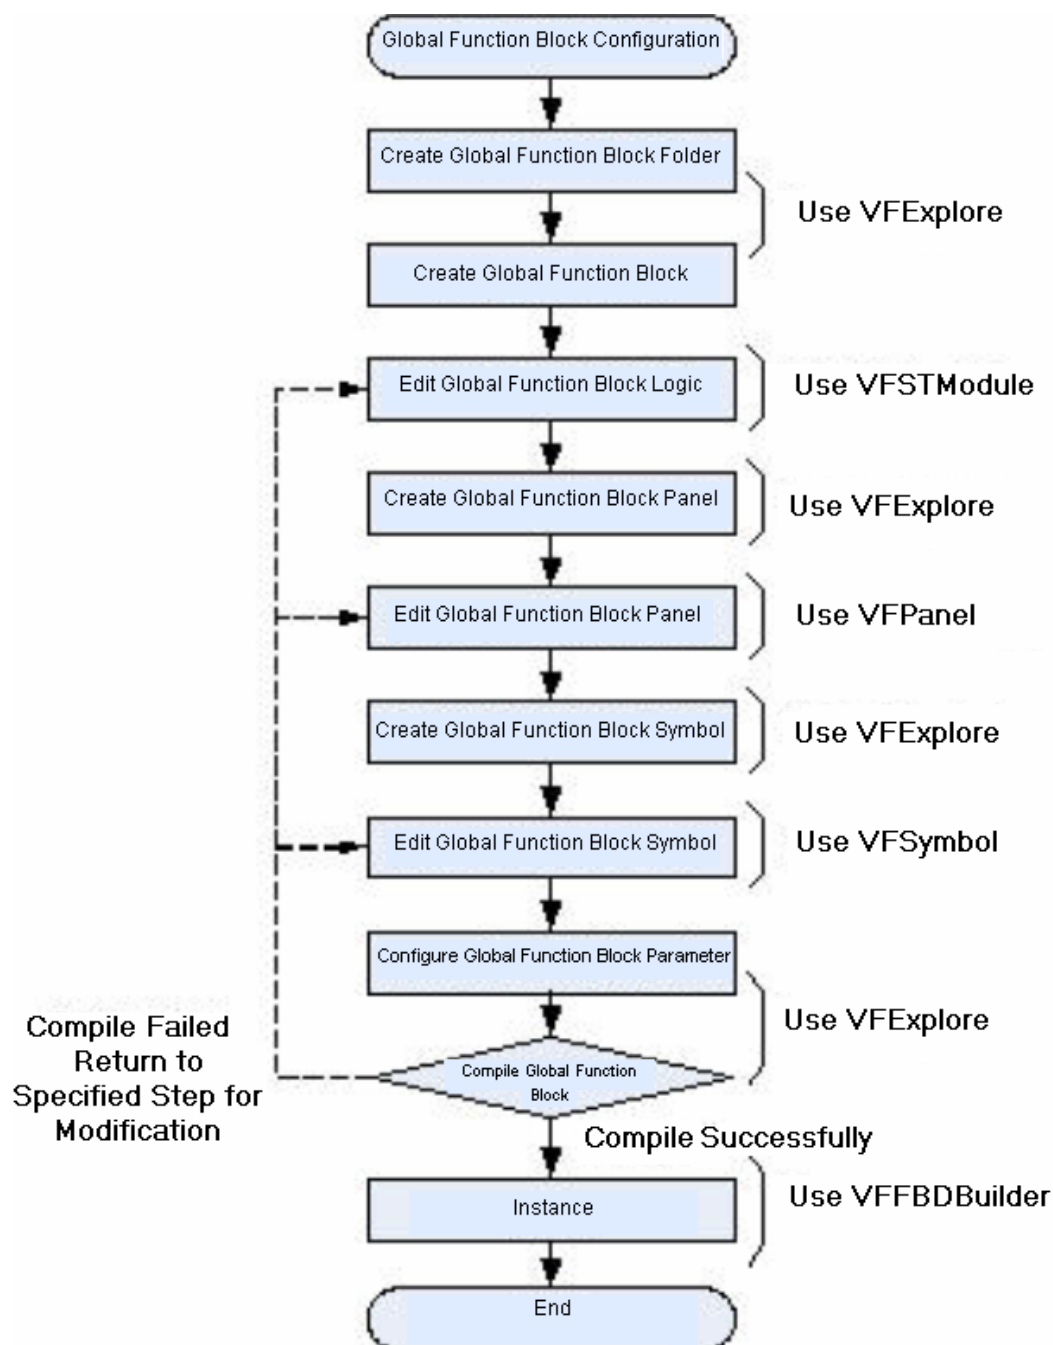 Global Function Block Configuration
Create Global Function Block Folder
Use VFExplore
Create Global Function Block
Edit Global Function Block Logic
Use VFSTModule
Create Global Function Block Panel
Use VFExplore
Edit Global Function Block Panel
Use VFPanel
Create Global Function Block Symbol
Use VFExplore
Edit Global Function Block Symbol
Use VFSymbol
Configure Global Function Block Parameter
Use VFExplore
Compile Failed
Return to
Specified Step for
Modification
Compile Global Function
Block
Compile Successfully
Instance
Use VFFBDBuilder
End